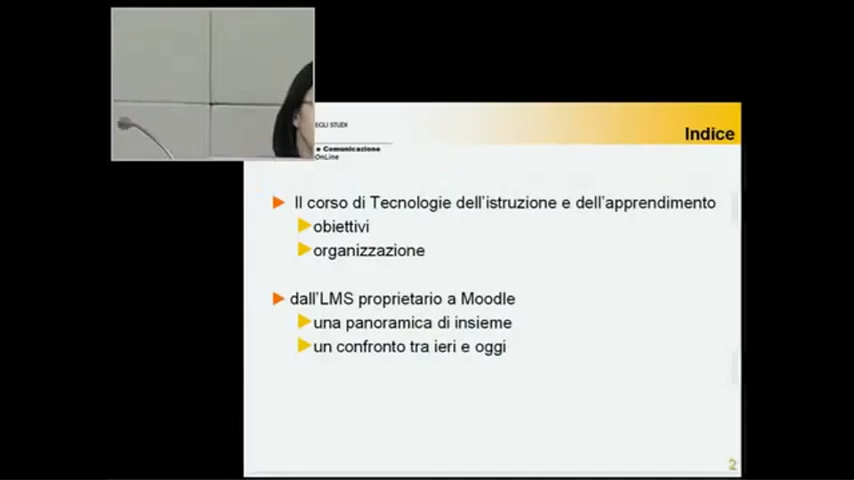 EGLI STUDI
e Comunicazione
OnLine
Indice
Il corso di Tecnologie dell'istruzione e dell'apprendimento
obiettivi
organizzazione
dall'LMS proprietario a Moodle
una panoramica di insieme
un confronto tra ieri e oggi
2